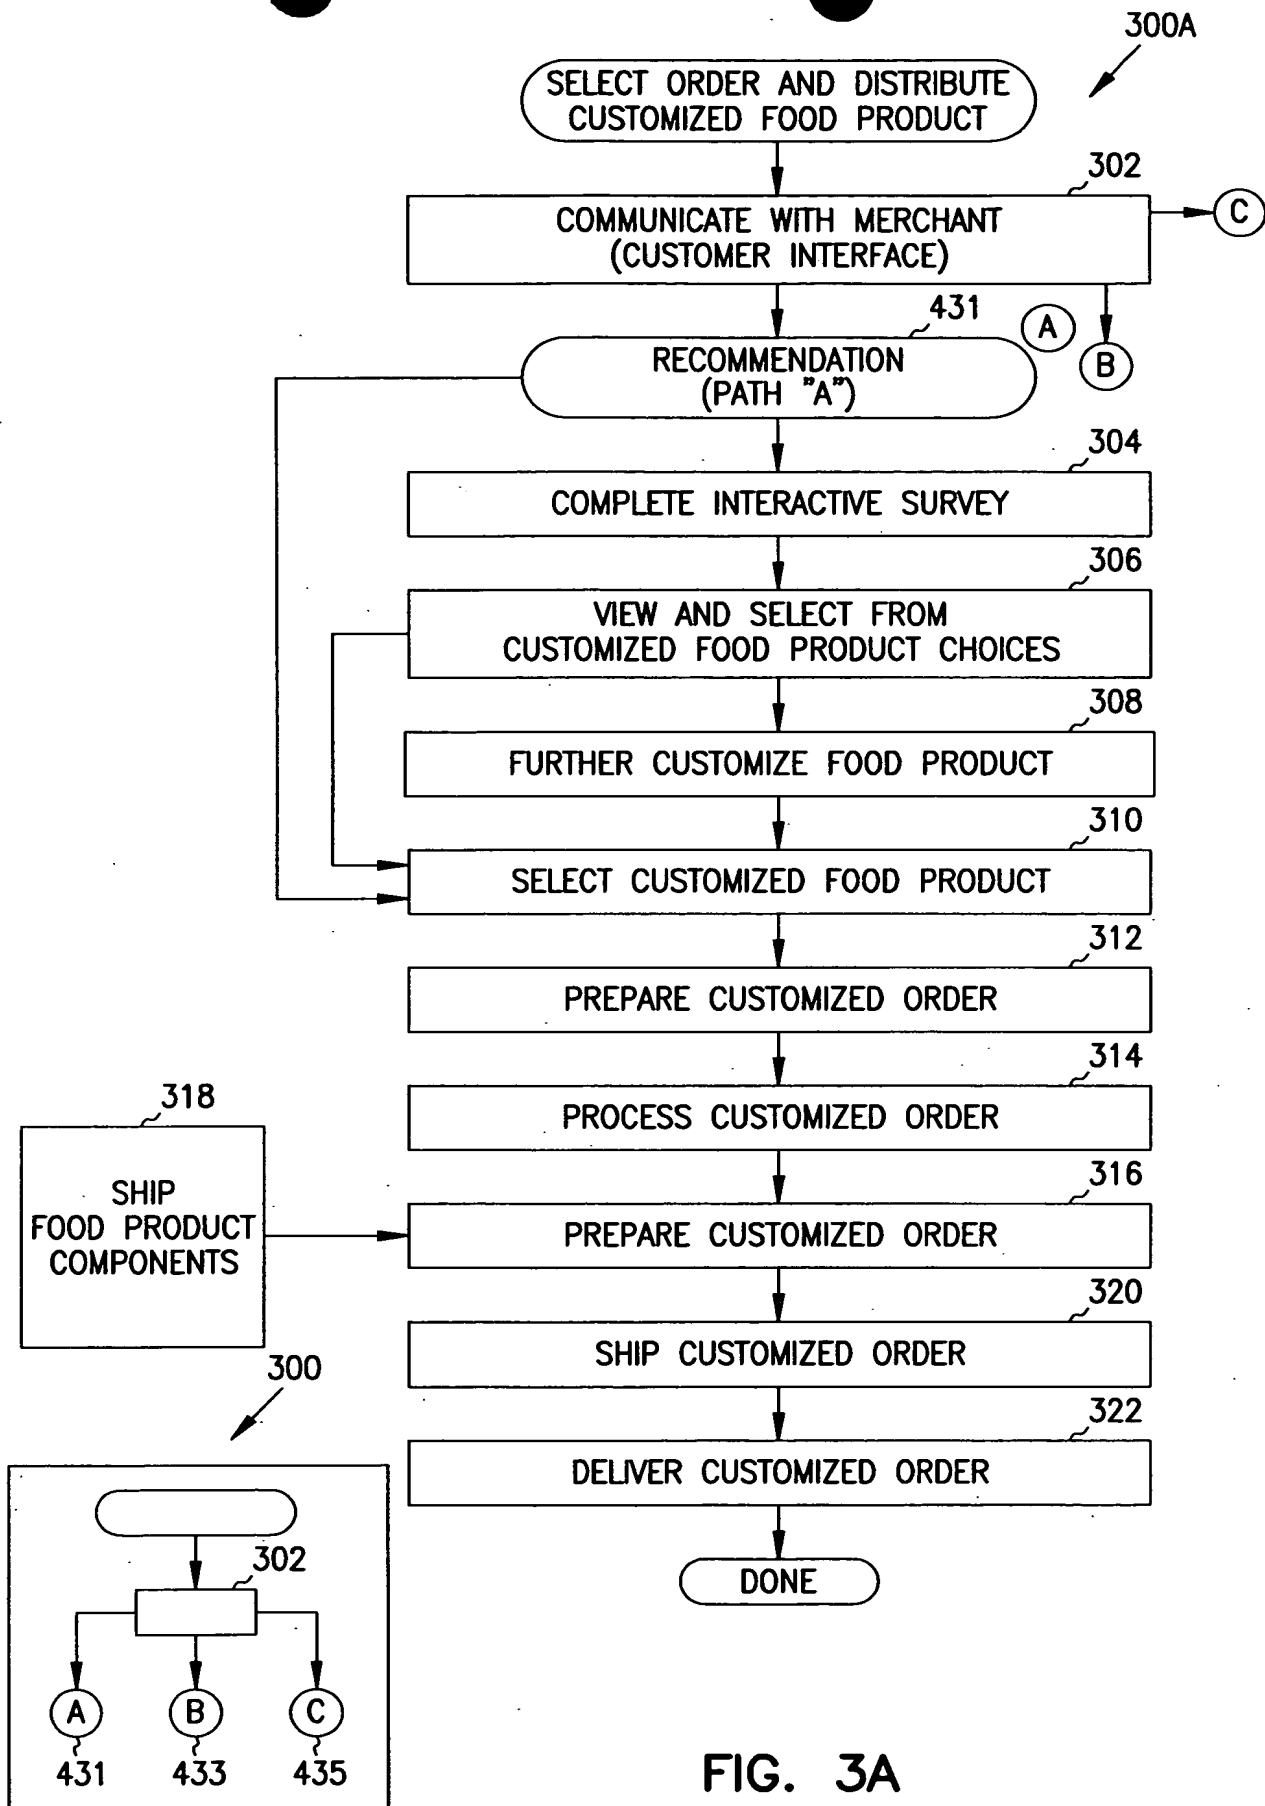 300A
SELECT ORDER AND DISTRIBUTE
CUSTOMIZED FOOD PRODUCT
302
COMMUNICATE WITH MERCHANT
(CUSTOMER INTERFACE)
C
431
A
B
RECOMMENDATION
(PATH "A")
304
COMPLETE INTERACTIVE SURVEY
306
VIEW AND SELECT FROM
CUSTOMIZED FOOD PRODUCT CHOICES
308
FURTHER CUSTOMIZE FOOD PRODUCT
310
SELECT CUSTOMIZED FOOD PRODUCT
312
PREPARE CUSTOMIZED ORDER
314
PROCESS CUSTOMIZED ORDER
318
SHIP
FOOD PRODUCT
COMPONENTS
316
PREPARE CUSTOMIZED ORDER
320
SHIP CUSTOMIZED ORDER
322
DELIVER CUSTOMIZED ORDER
DONE
300
302
A B C
431 433 435
FIG. 3A